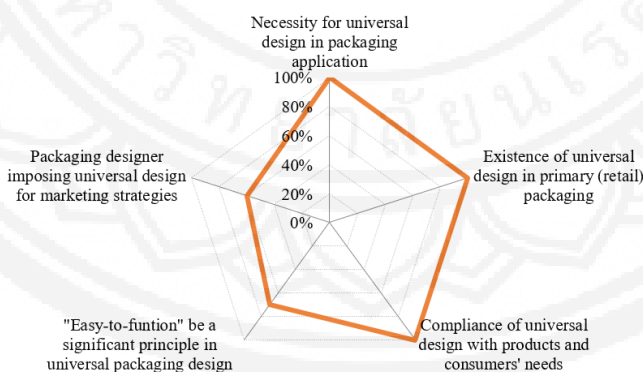 Necessity for universal
design in packaging
application
100%
80%
60%
40%
20%
0%
Existence of universal
design in primary (retail)
packaging
Compliance of universal
design with products and
consumers' needs
"Easy-to-funtion" be a
significant principle in
universal packaging design
Packaging designer
imposing universal design
for marketing strategies